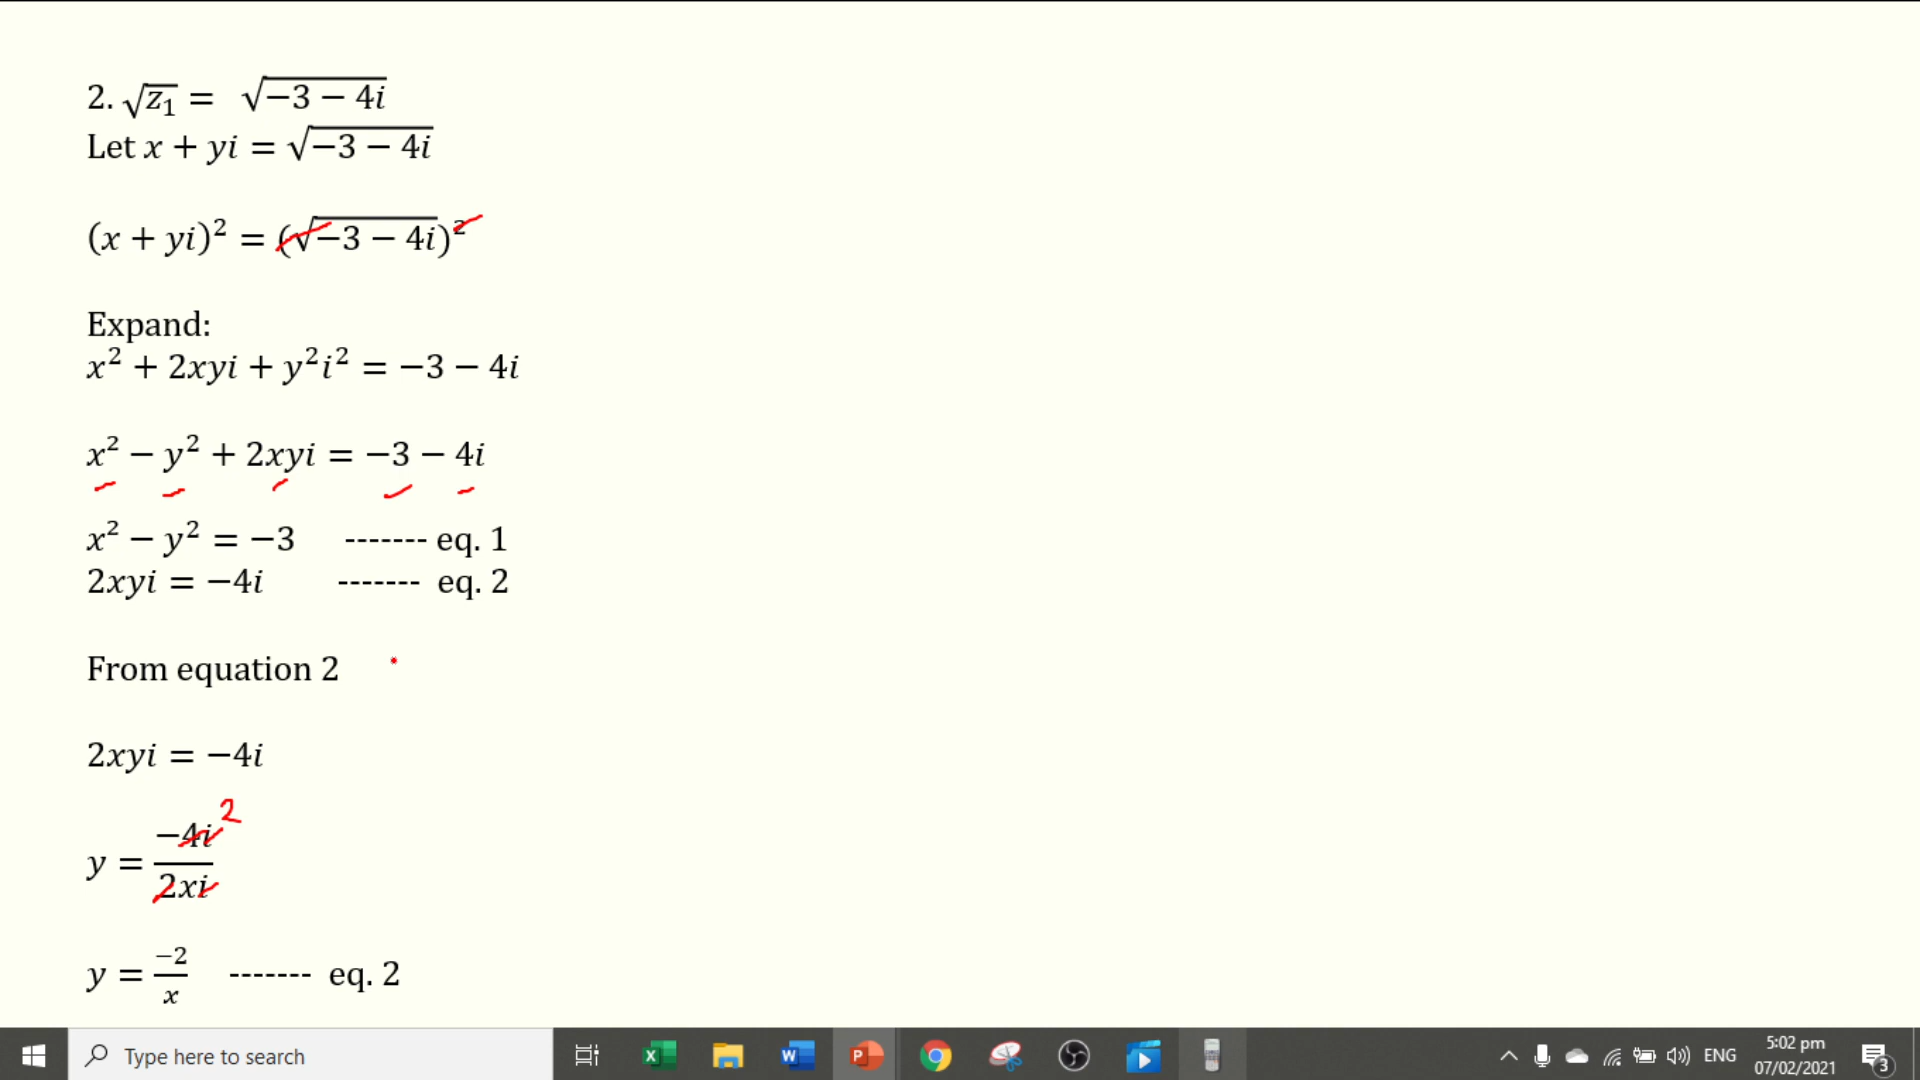 2. √z₁ = √−3 − 4i
Let x + yi = √−3 − 4i
(x + yi)² = (√−3 − 4i)²
Expand:
x² + 2xyi + y²i² = −3 − 4i
x² − y² + 2xyi = −3 − 4i
x² − y² = −3 ------- eq. 1
2xyi = −4i ------- eq. 2
From equation 2
2xyi = −4i
2
y = −4i / 2xi
y = −2 / x ------- eq. 2
Type here to search
ENG
5:02 pm
07/02/2021
3